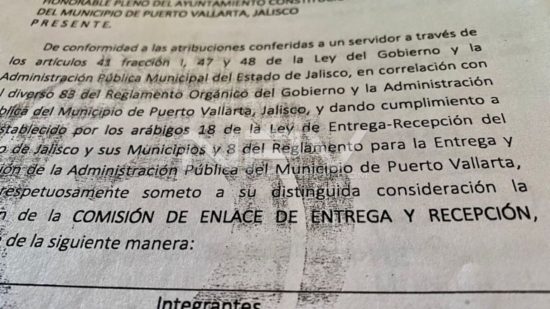 HONORABLE PLENO DEL AYUNTAMIENTO
DEL MUNICIPIO DE PUERTO VALLARTA, JALISCO
P R E S E N T E.
De conformidad a las atribuciones conferidas a un servidor a través de
los artículos 41 fracción I, 47 y 48 de la Ley del Gobierno y la
Administración Pública Municipal del Estado de Jalisco, en correlación con
diverso 83 del Reglamento Orgánico del Gobierno y la Administración
blica del Municipio de Puerto Vallarta, Jalisco, y dando cumplimiento a
stablecido por los arábigos 18 de la Ley de Entrega-Recepción del
o de Jalisco y sus Municipios y 8 del Reglamento para la Entrega y
ión de la Administración Pública del Municipio de Puerto Vallarta,
respetuosamente someto a su distinguida consideración la
n de la COMISIÓN DE ENLACE DE ENTREGA Y RECEPCIÓN,
de la siguiente manera:
Integrantes